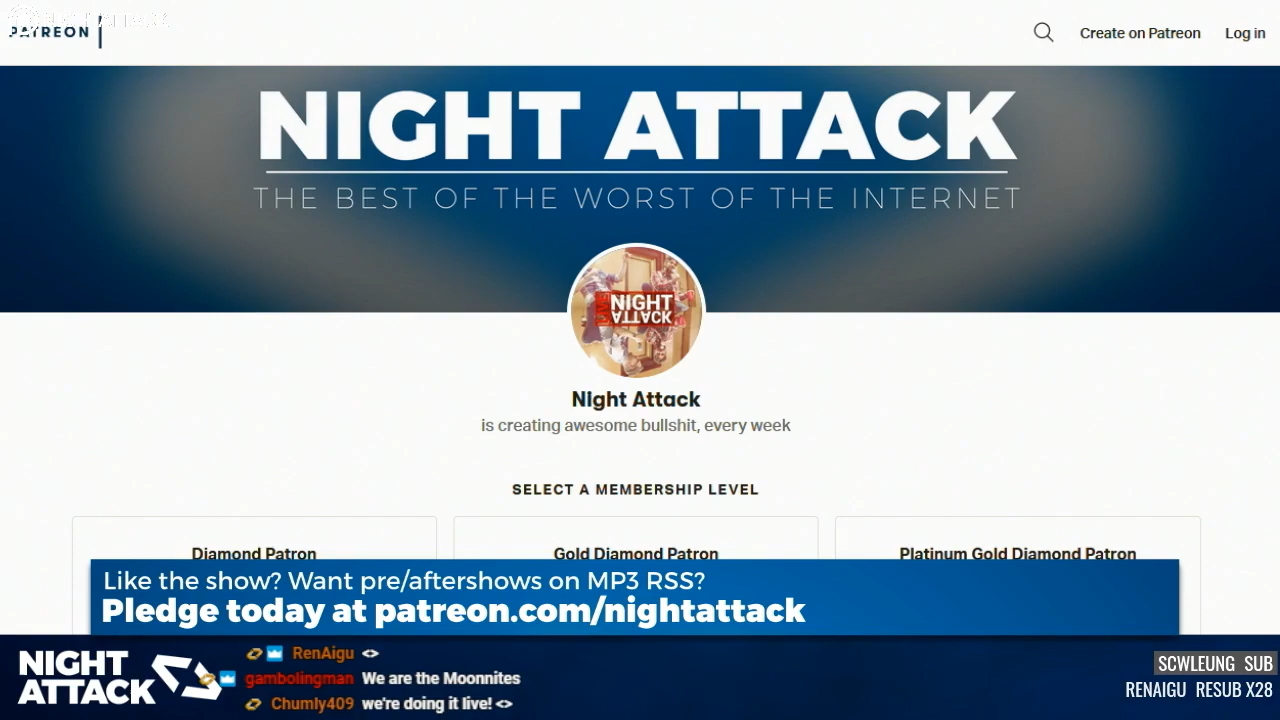 PATREON
Create on Patreon
Log in
NIGHT ATTACK
THE BEST OF THE WORST OF THE INTERNET
NIGHT
ATTACK
Night Attack
is creating awesome bullshit, every week
SELECT A MEMBERSHIP LEVEL
Diamond Patron
Gold Diamond Patron
Platinum Gold Diamond Patron
Like the show? Want pre/aftershows on MP3 RSS?
Pledge today at patreon.com/nightattack
NIGHT
ATTACK
RenAigu <>
gambolingman We are the Moonnites
Chumly409 we're doing it live! <>
SCWLEUNG SUB
RENAIGU RESUB X28